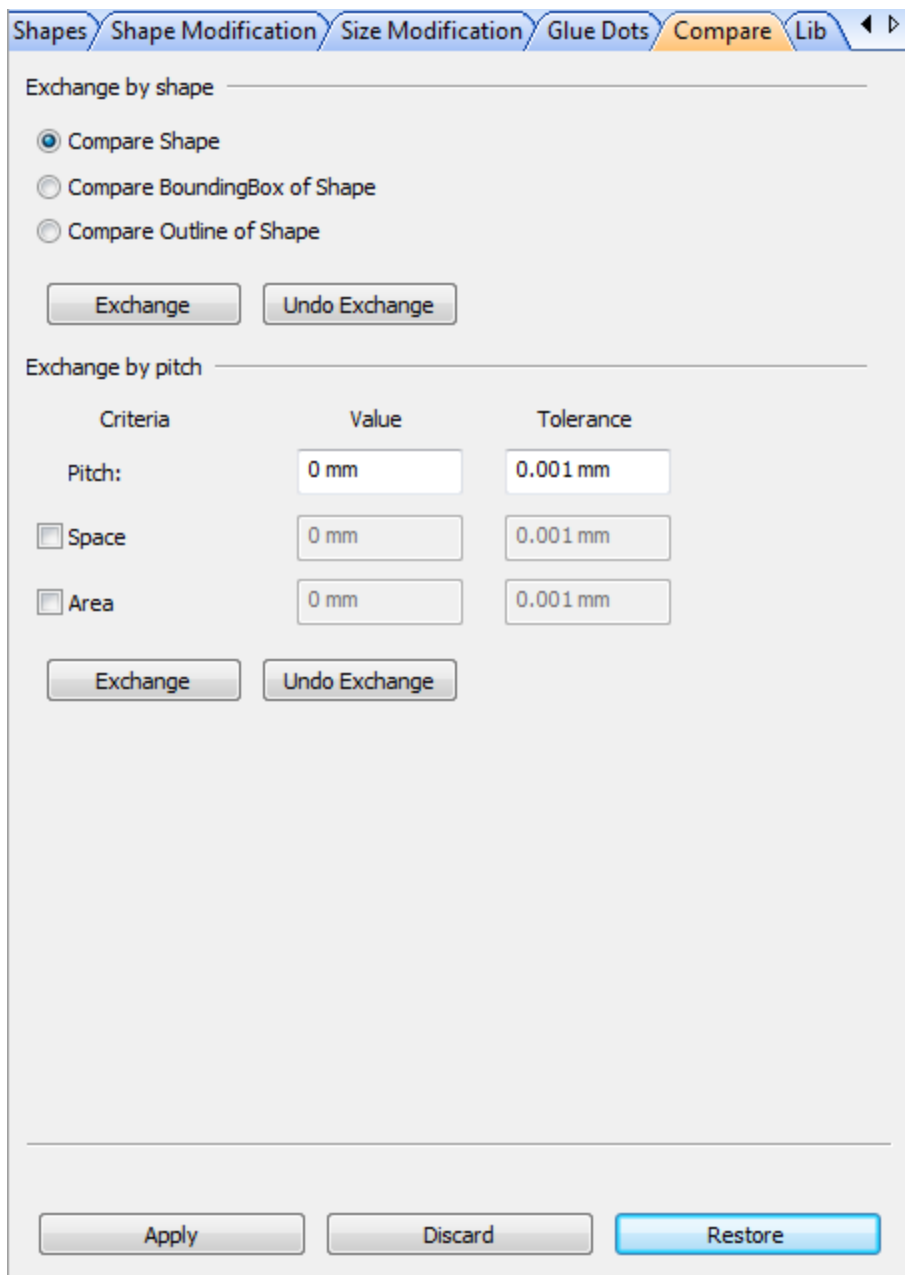 Shapes Shape Modification Size Modification Glue Dots Compare Lib
Exchange by shape
Compare Shape
Compare BoundingBox of Shape
Compare Outline of Shape
Exchange Undo Exchange
Exchange by pitch
Criteria Value Tolerance
Pitch: 0 mm 0.001 mm
Space 0 mm 0.001 mm
Area 0 mm 0.001 mm
Exchange Undo Exchange
Apply Discard Restore